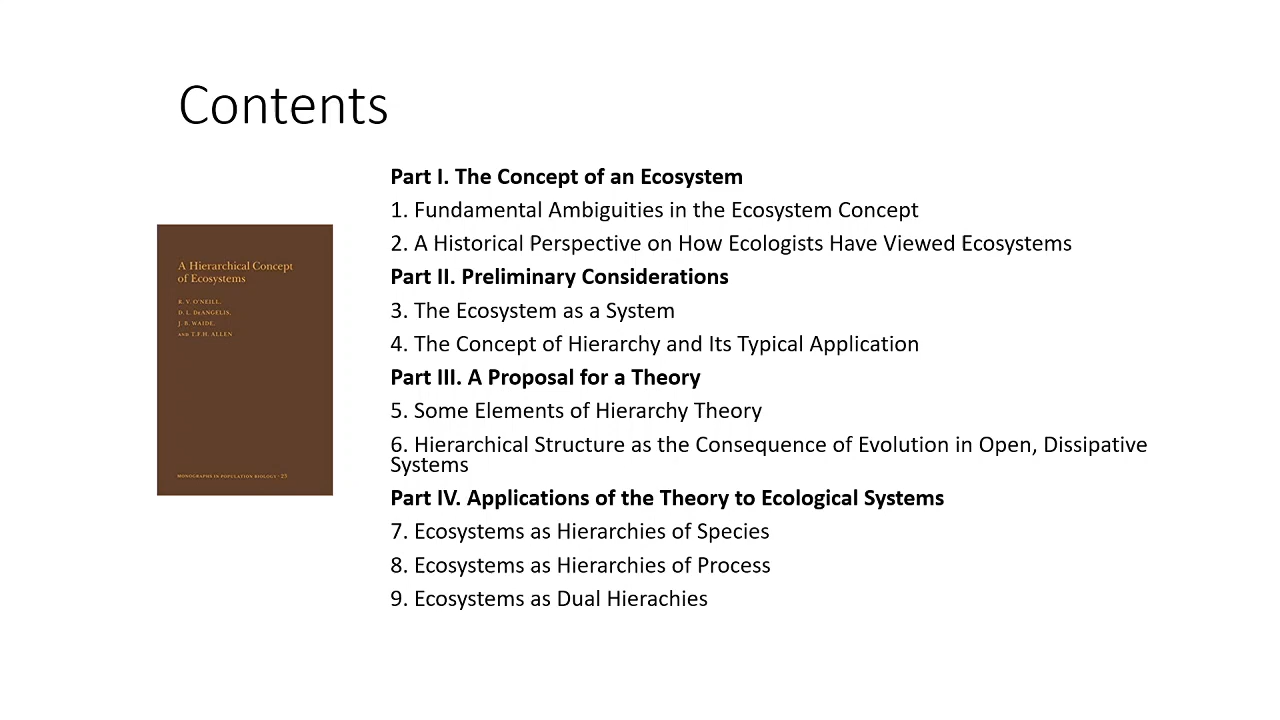 Contents
Part I. The Concept of an Ecosystem
1. Fundamental Ambiguities in the Ecosystem Concept
2. A Historical Perspective on How Ecologists Have Viewed Ecosystems
Part II. Preliminary Considerations
3. The Ecosystem as a System
4. The Concept of Hierarchy and Its Typical Application
Part III. A Proposal for a Theory
5. Some Elements of Hierarchy Theory
6. Hierarchical Structure as the Consequence of Evolution in Open, Dissipative
Systems
Part IV. Applications of the Theory to Ecological Systems
7. Ecosystems as Hierarchies of Species
8. Ecosystems as Hierarchies of Process
9. Ecosystems as Dual Hierachies
A Hierarchical Concept
of Ecosystems
R. V. O'NEILL,
D. L. DeANGELIS,
J. B. WAIDE,
AND T.F.H. ALLEN
MONOGRAPHS IN POPULATION BIOLOGY · 23